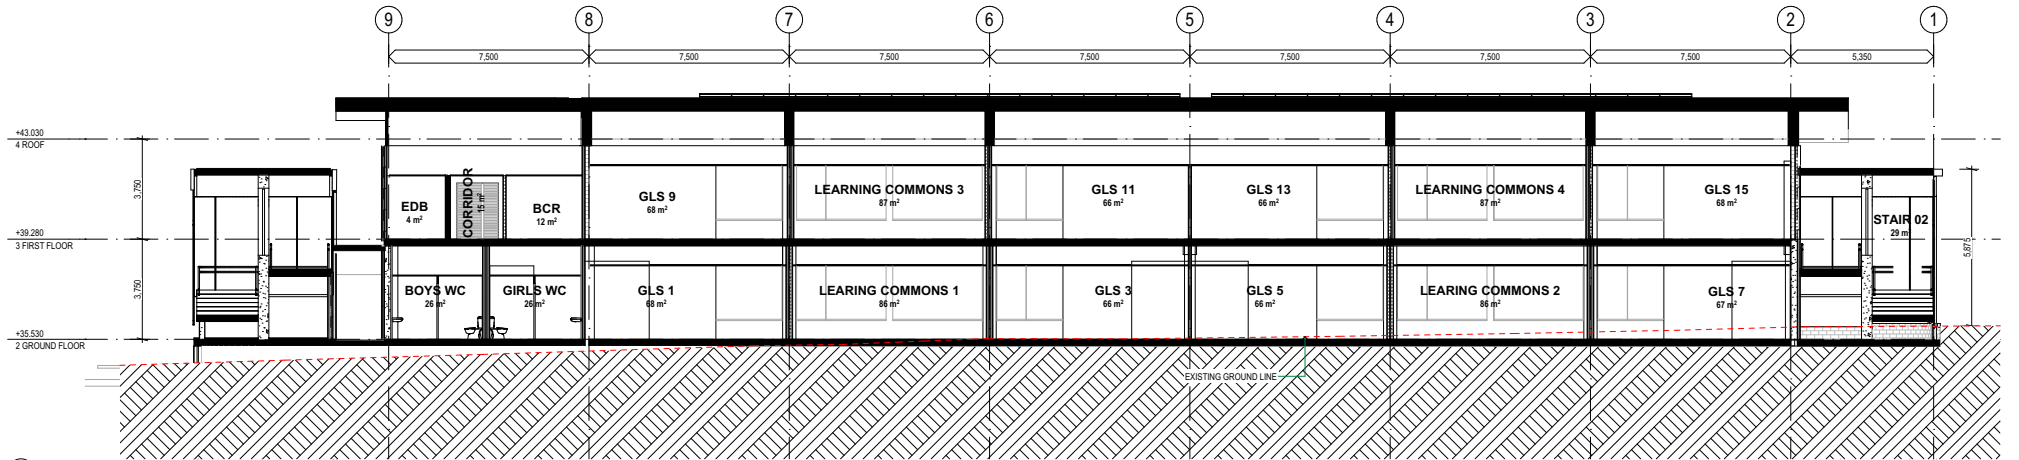 9 8 7 6 5 4 3 2 1
7,500 7,500 7,500 7,500 7,500 7,500 7,500 5,350
+43.030
4 ROOF
3,750
EDB
4 m²
CORRIDOR
15 m²
BCR
12 m²
GLS 9
68 m²
LEARNING COMMONS 3
87 m²
GLS 11
66 m²
GLS 13
66 m²
LEARNING COMMONS 4
87 m²
GLS 15
68 m²
STAIR 02
29 m²
5,875
+39.280
3 FIRST FLOOR
3,750
BOYS WC
26 m²
GIRLS WC
26 m²
GLS 1
68 m²
LEARING COMMONS 1
86 m²
GLS 3
66 m²
GLS 5
66 m²
LEARING COMMONS 2
86 m²
GLS 7
67 m²
+35.530
2 GROUND FLOOR
EXISTING GROUND LINE